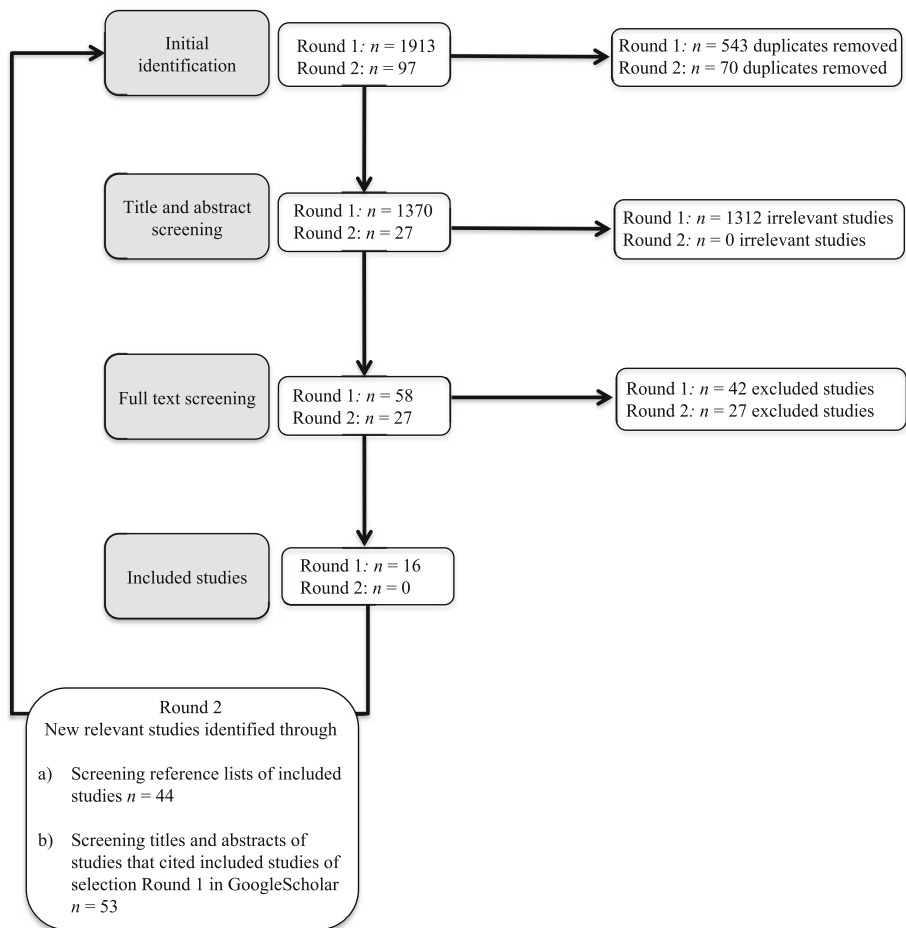 Initial
identification
Round 1: n = 1913
Round 2: n = 97
Round 1: n = 543 duplicates removed
Round 2: n = 70 duplicates removed
Title and abstract
screening
Round 1: n = 1370
Round 2: n = 27
Round 1: n = 1312 irrelevant studies
Round 2: n = 0 irrelevant studies
Full text screening
Round 1: n = 58
Round 2: n = 27
Round 1: n = 42 excluded studies
Round 2: n = 27 excluded studies
Included studies
Round 1: n = 16
Round 2: n = 0
Round 2
New relevant studies identified through
a) Screening reference lists of included
studies n = 44
b) Screening titles and abstracts of
studies that cited included studies of
selection Round 1 in GoogleScholar
n = 53